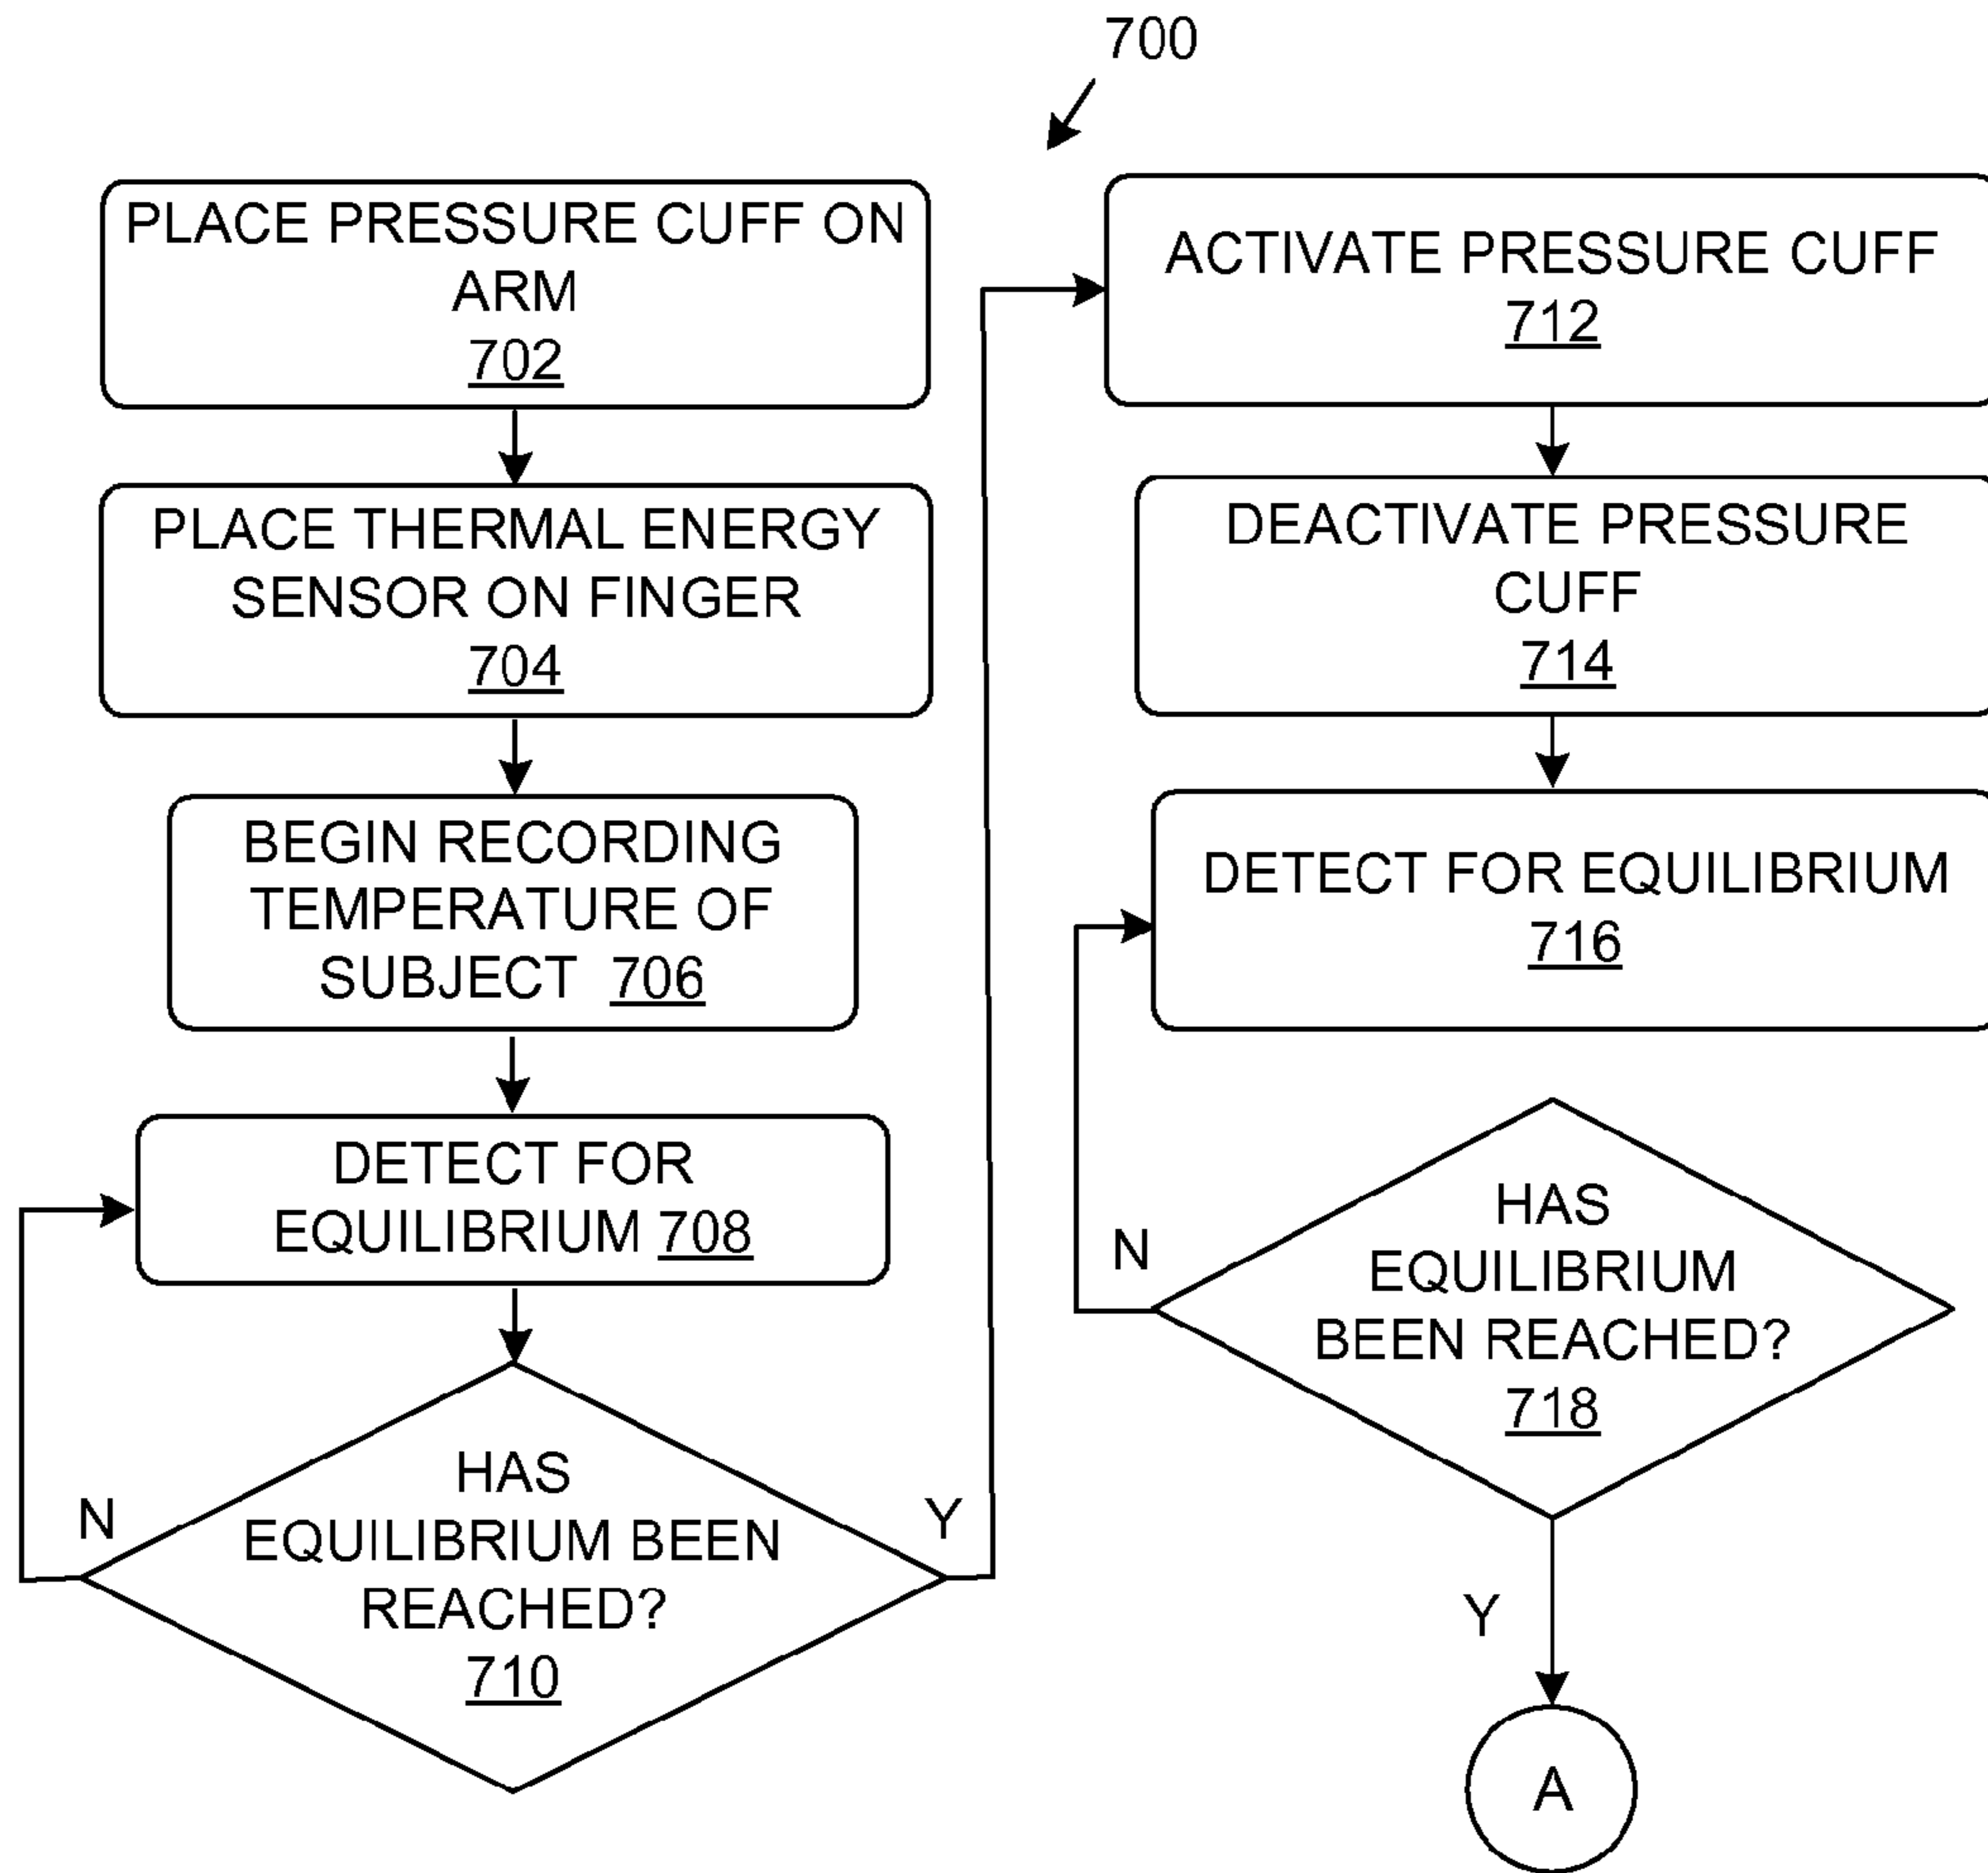 700
PLACE PRESSURE CUFF ON
ARM
702
PLACE THERMAL ENERGY
SENSOR ON FINGER
704
BEGIN RECORDING
TEMPERATURE OF
SUBJECT 706
DETECT FOR
EQUILIBRIUM 708
HAS
EQUILIBRIUM BEEN
REACHED?
710
N
Y
ACTIVATE PRESSURE CUFF
712
DEACTIVATE PRESSURE
CUFF
714
DETECT FOR EQUILIBRIUM
716
HAS
EQUILIBRIUM
BEEN REACHED?
718
N
Y
A